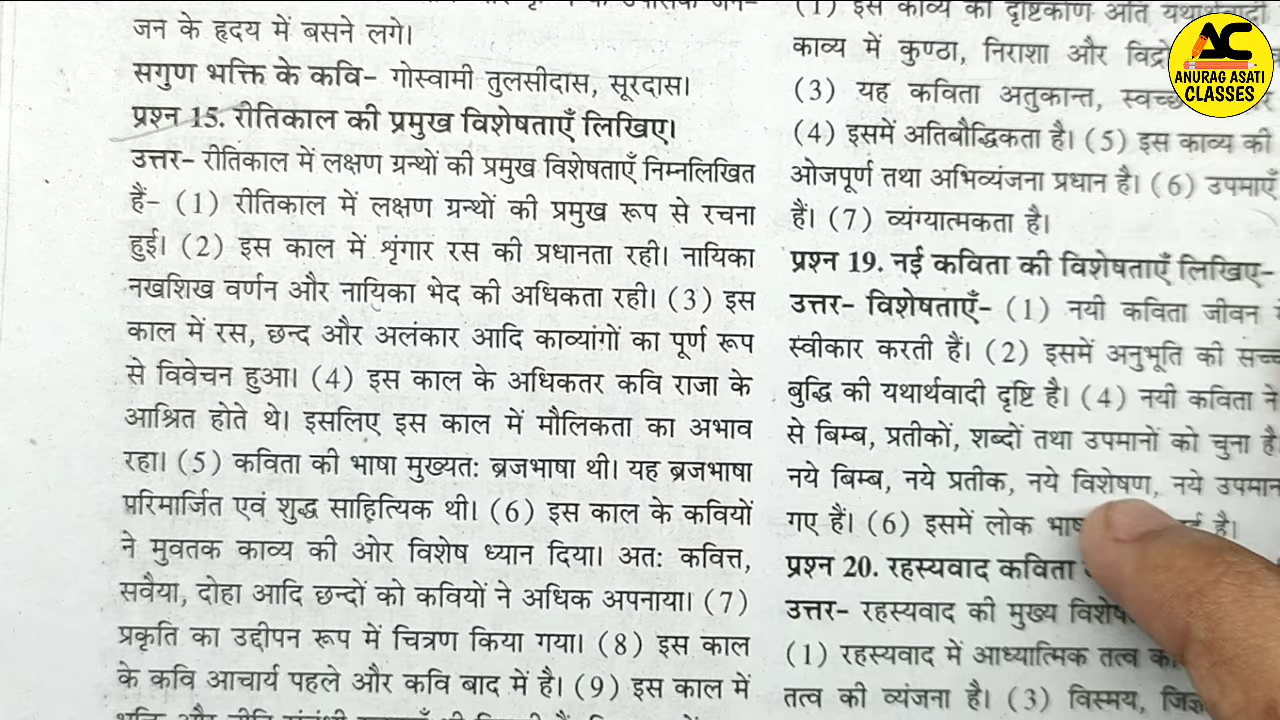 जन के हृदय में बसने लगे।
सगुण भक्ति के कवि– गोस्वामी तुलसीदास, सूरदास।
प्रश्न 15. रीतिकाल की प्रमुख विशेषताएँ लिखिए।
उत्तर– रीतिकाल में लक्षण ग्रन्थों की प्रमुख विशेषताएँ निम्नलिखित
हैं– (1) रीतिकाल में लक्षण ग्रन्थों की प्रमुख रूप से रचना
हुई। (2) इस काल में शृंगार रस की प्रधानता रही। नायिका
नखशिख वर्णन और नायिका भेद की अधिकता रही। (3) इस
काल में रस, छन्द और अलंकार आदि काव्यांगों का पूर्ण रूप
से विवेचन हुआ। (4) इस काल के अधिकतर कवि राजा के
आश्रित होते थे। इसलिए इस काल में मौलिकता का अभाव
रहा। (5) कविता की भाषा मुख्यतः ब्रजभाषा थी। यह ब्रजभाषा
परिमार्जित एवं शुद्ध साहित्यिक थी। (6) इस काल के कवियों
ने मुवतक काव्य की ओर विशेष ध्यान दिया। अतः कवित्त,
सवैया, दोहा आदि छन्दों को कवियों ने अधिक अपनाया। (7)
प्रकृति का उद्दीपन रूप में चित्रण किया गया। (8) इस काल
के कवि आचार्य पहले और कवि बाद में है। (9) इस काल में
(1) इस काव्य का दृष्टिकोण अति यथार्थवादी
काव्य में कुण्ठा, निराशा और
(3) यह कविता अतुकान्त,
(4) इसमें अतिबौद्धिकता है। (5) इस काव्य की
ओजपूर्ण तथा अभिव्यंजना प्रधान है। (6) उपमाएँ
हैं। (7) व्यंग्यात्मकता है।
प्रश्न 19. नई कविता की विशेषताएँ लिखिए–
उत्तर– विशेषताएँ– (1) नयी कविता जीवन
स्वीकार करती हैं। (2) इसमें अनुभूति की
बुद्धि की यथार्थवादी दृष्टि है। (4) नयी कविता ने
से बिम्ब, प्रतीकों, शब्दों तथा उपमानों को चुना है
नये बिम्ब, नये प्रतीक, नये विशेषण, नये उपमान
गए हैं। (6) इसमें लोक है।
प्रश्न 20. रहस्यवाद कविता
उत्तर– रहस्यवाद की मुख्य
(1) रहस्यवाद में आध्यात्मिक तत्व
तत्व की व्यंजना है। (3) विस्मय,
AC
ANURAG ASATI
CLASSES